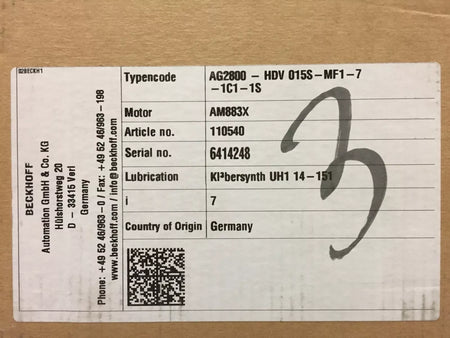 028ECKH1
BECKHOFF
Automation GmbH & Co. KG
Hülshorstweg 20
D – 33415 Verl
Germany
Phone: +49 52 46/963-0 / Fax: +49 52 46/963-198
www.beckhoff.com / info@beckhoff.com
Typencode AG2800 – HDV 015S-MF1-7
-1C1-1S
Motor AM883X
Article no. 110540
Serial no. 6414248
Lubrication Kl³bersynth UH1 14-151
i 7
Country of Origin Germany
3